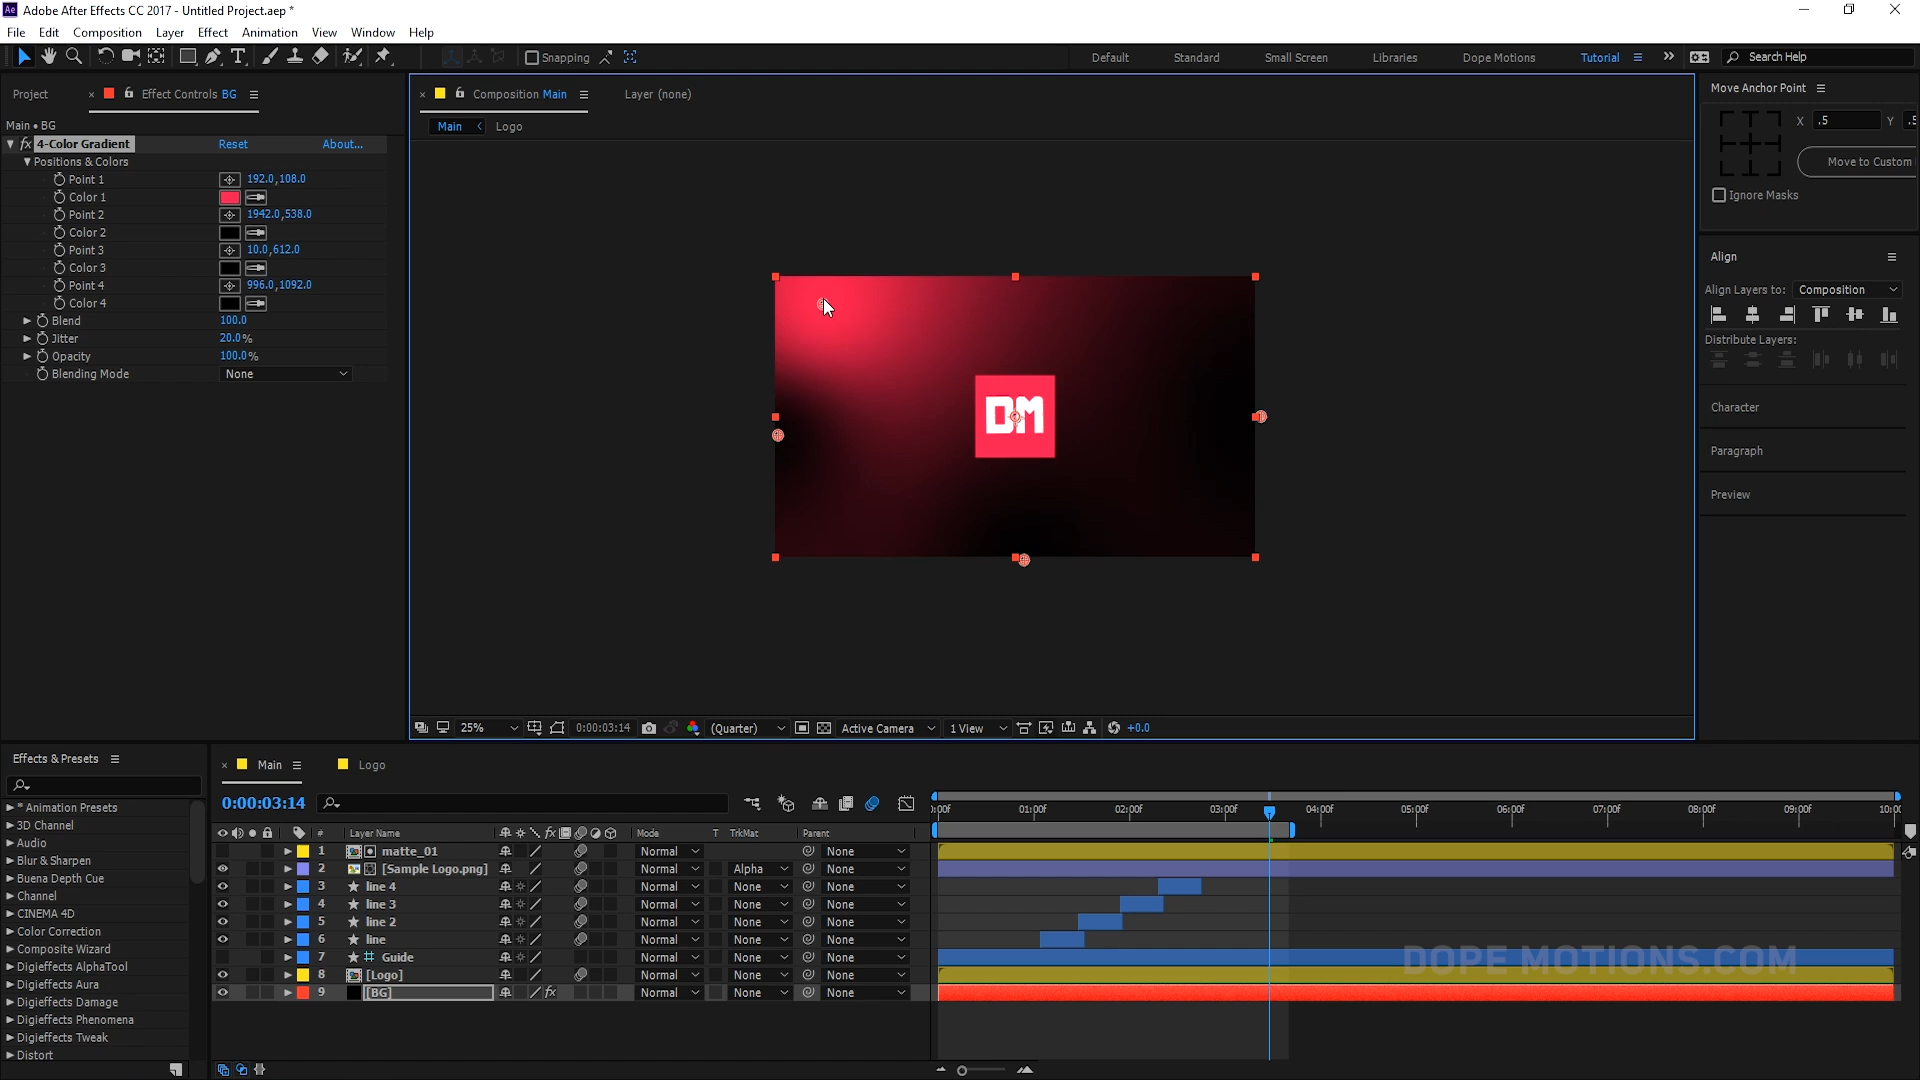 Adobe After Effects CC 2017 - Untitled Project.aep *
File Edit Composition Layer Effect Animation View Window Help
Snapping Default Standard Small Screen Libraries Dope Motions Tutorial Search Help
Project Effect Controls BG
Composition Main Layer (none)
Main Logo
Main • BG
fx 4-Color Gradient Reset About...
Positions & Colors
Point 1 192.0,108.0
Color 1
Point 2 1942.0,538.0
Color 2
Point 3 10.0,612.0
Color 3
Point 4 996.0,1092.0
Color 4
Blend 100.0
Jitter 20.0%
Opacity 100.0%
Blending Mode None
DM
Move Anchor Point
X .5 Y .5
Move to Custom
Ignore Masks
Align
Align Layers to: Composition
Distribute Layers:
Character
Paragraph
Preview
25% 0:00:03:14 (Quarter) Active Camera 1 View +0.0
Effects & Presets
* Animation Presets
3D Channel
Audio
Blur & Sharpen
Buena Depth Cue
Channel
CINEMA 4D
Color Correction
Composite Wizard
Digieffects AlphaTool
Digieffects Aura
Digieffects Damage
Digieffects Phenomena
Digieffects Tweak
Distort
Main Logo
0:00:03:14
01:00f 02:00f 03:00f 04:00f 05:00f 06:00f 07:00f 08:00f 09:00f
# Layer Name Mode T TrkMat Parent
1 matte_01 Normal None
2 [Sample Logo.png] Normal Alpha None
3 line 4 Normal None None
4 line 3 Normal None None
5 line 2 Normal None None
6 line Normal None None
7 Guide Normal None None
8 [Logo] Normal None None
9 [BG] fx Normal None None
DOPE MOTIONS.COM